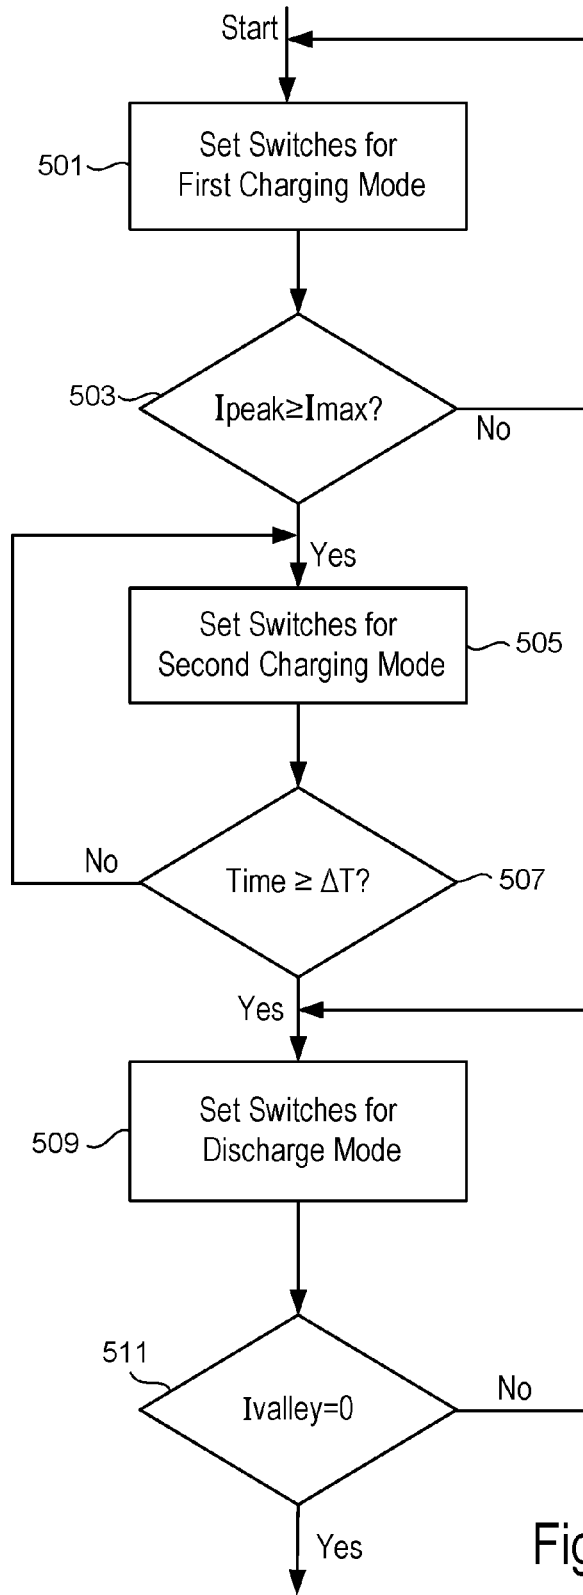 Start
501
Set Switches for
First Charging Mode
503
Ipeak≥Imax?
No
Yes
Set Switches for
Second Charging Mode
505
No
Time ≥ ΔT?
507
Yes
509
Set Switches for
Discharge Mode
511
Ivalley=0
No
Yes
Fig